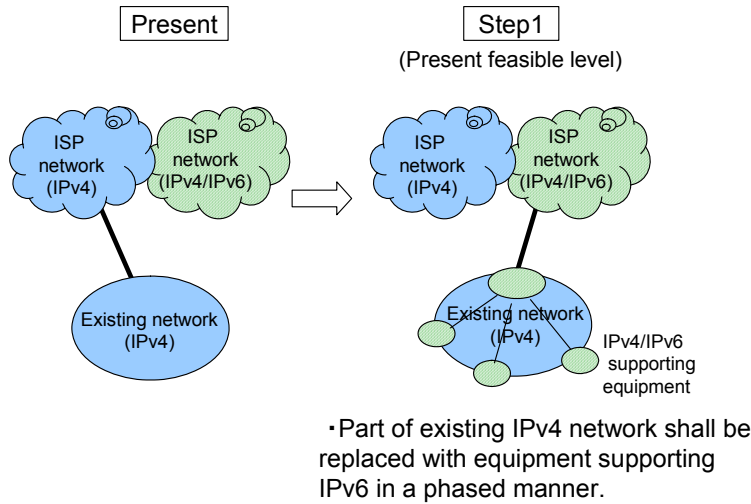 Present
Step1
(Present feasible level)
ISP
network
(IPv4)
ISP
network
(IPv4/IPv6)
ISP
network
(IPv4)
ISP
network
(IPv4/IPv6)
Existing network
(IPv4)
Existing network
(IPv4)
IPv4/IPv6
supporting
equipment
・Part of existing IPv4 network shall be
replaced with equipment supporting
IPv6 in a phased manner.